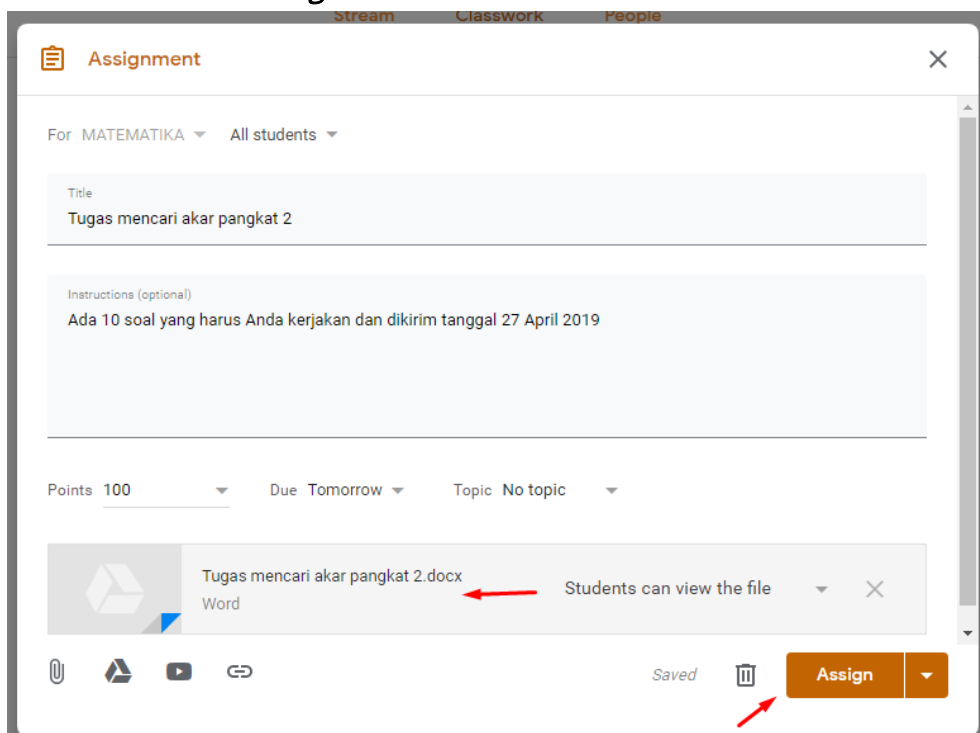 Stream Classwork People
Assignment
For MATEMATIKA All students
Title
Tugas mencari akar pangkat 2
Instructions (optional)
Ada 10 soal yang harus Anda kerjakan dan dikirim tanggal 27 April 2019
Points 100 Due Tomorrow Topic No topic
Tugas mencari akar pangkat 2.docx
Students can view the file
Word
Saved Assign